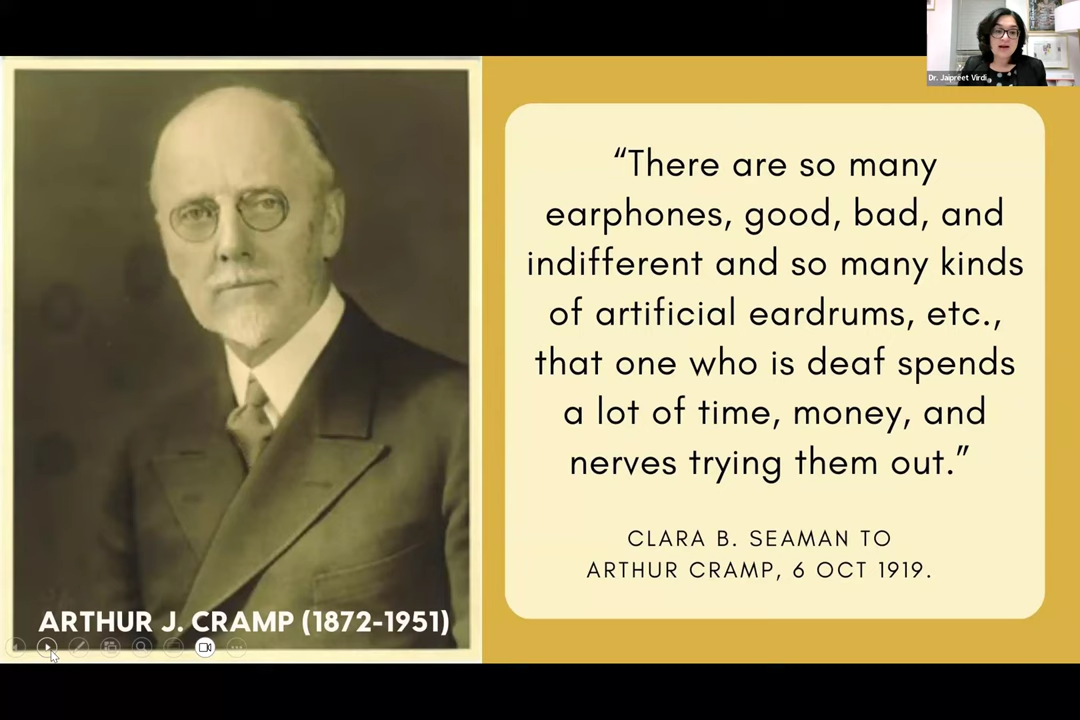 Dr. Jaipreet Virdi
“There are so many
earphones, good, bad, and
indifferent and so many kinds
of artificial eardrums, etc.,
that one who is deaf spends
a lot of time, money, and
nerves trying them out.”
CLARA B. SEAMAN TO
ARTHUR CRAMP, 6 OCT 1919.
ARTHUR J. CRAMP (1872-1951)